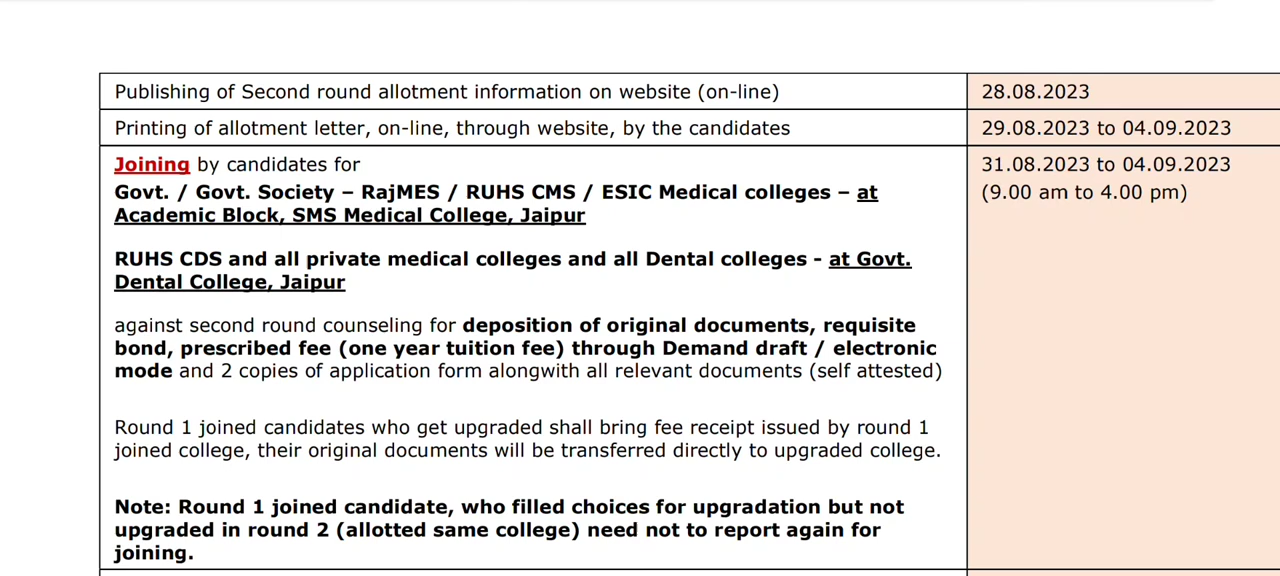 Publishing of Second round allotment information on website (on-line)
28.08.2023
Printing of allotment letter, on-line, through website, by the candidates
29.08.2023 to 04.09.2023
Joining by candidates for
31.08.2023 to 04.09.2023
Govt. / Govt. Society – RajMES / RUHS CMS / ESIC Medical colleges – at
(9.00 am to 4.00 pm)
Academic Block, SMS Medical College, Jaipur
RUHS CDS and all private medical colleges and all Dental colleges - at Govt.
Dental College, Jaipur
against second round counseling for deposition of original documents, requisite
bond, prescribed fee (one year tuition fee) through Demand draft / electronic
mode and 2 copies of application form alongwith all relevant documents (self attested)
Round 1 joined candidates who get upgraded shall bring fee receipt issued by round 1
joined college, their original documents will be transferred directly to upgraded college.
Note: Round 1 joined candidate, who filled choices for upgradation but not
upgraded in round 2 (allotted same college) need not to report again for
joining.